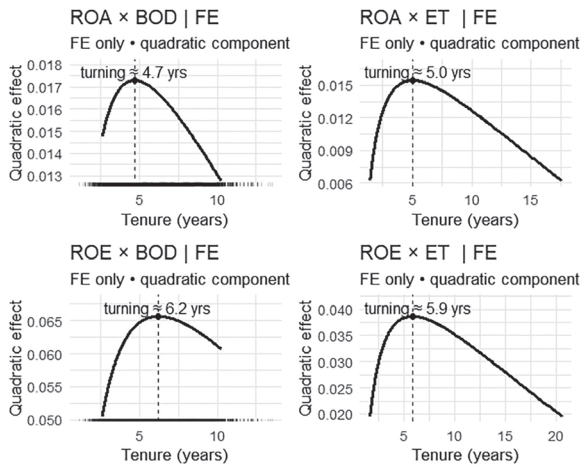 ROA × BOD | FE
FE only • quadratic component
turning ≈ 4.7 yrs
Quadratic effect
0.018
0.017
0.016
0.015
0.014
0.013
5
10
Tenure (years)
ROA × ET | FE
FE only • quadratic component
turning ≈ 5.0 yrs
Quadratic effect
0.015
0.012
0.009
0.006
5
10
15
Tenure (years)
ROE × BOD | FE
FE only • quadratic component
turning ≈ 6.2 yrs
Quadratic effect
0.065
0.060
0.055
0.050
5
10
Tenure (years)
ROE × ET | FE
FE only • quadratic component
turning ≈ 5.9 yrs
Quadratic effect
0.040
0.035
0.030
0.025
0.020
5
10
15
20
Tenure (years)